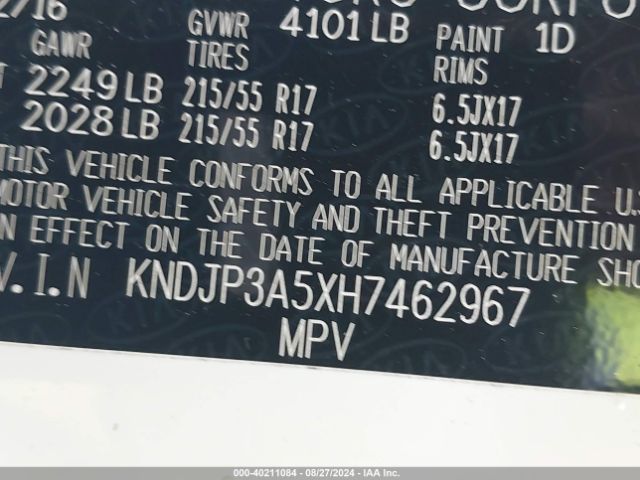 /16
GVWR 4101 LB PAINT 1D
GAWR TIRES RIMS
2249 LB 215/55 R17 6.5JX17
2028 LB 215/55 R17 6.5JX17
THIS VEHICLE CONFORMS TO ALL APPLICABLE U.S
MOTOR VEHICLE SAFETY AND THEFT PREVENTION
N EFFECT ON THE DATE OF MANUFACTURE SHO
V.I.N KNDJP3A5XH7462967
MPV
000-40211084 | 08/27/2024 | IAA Inc.